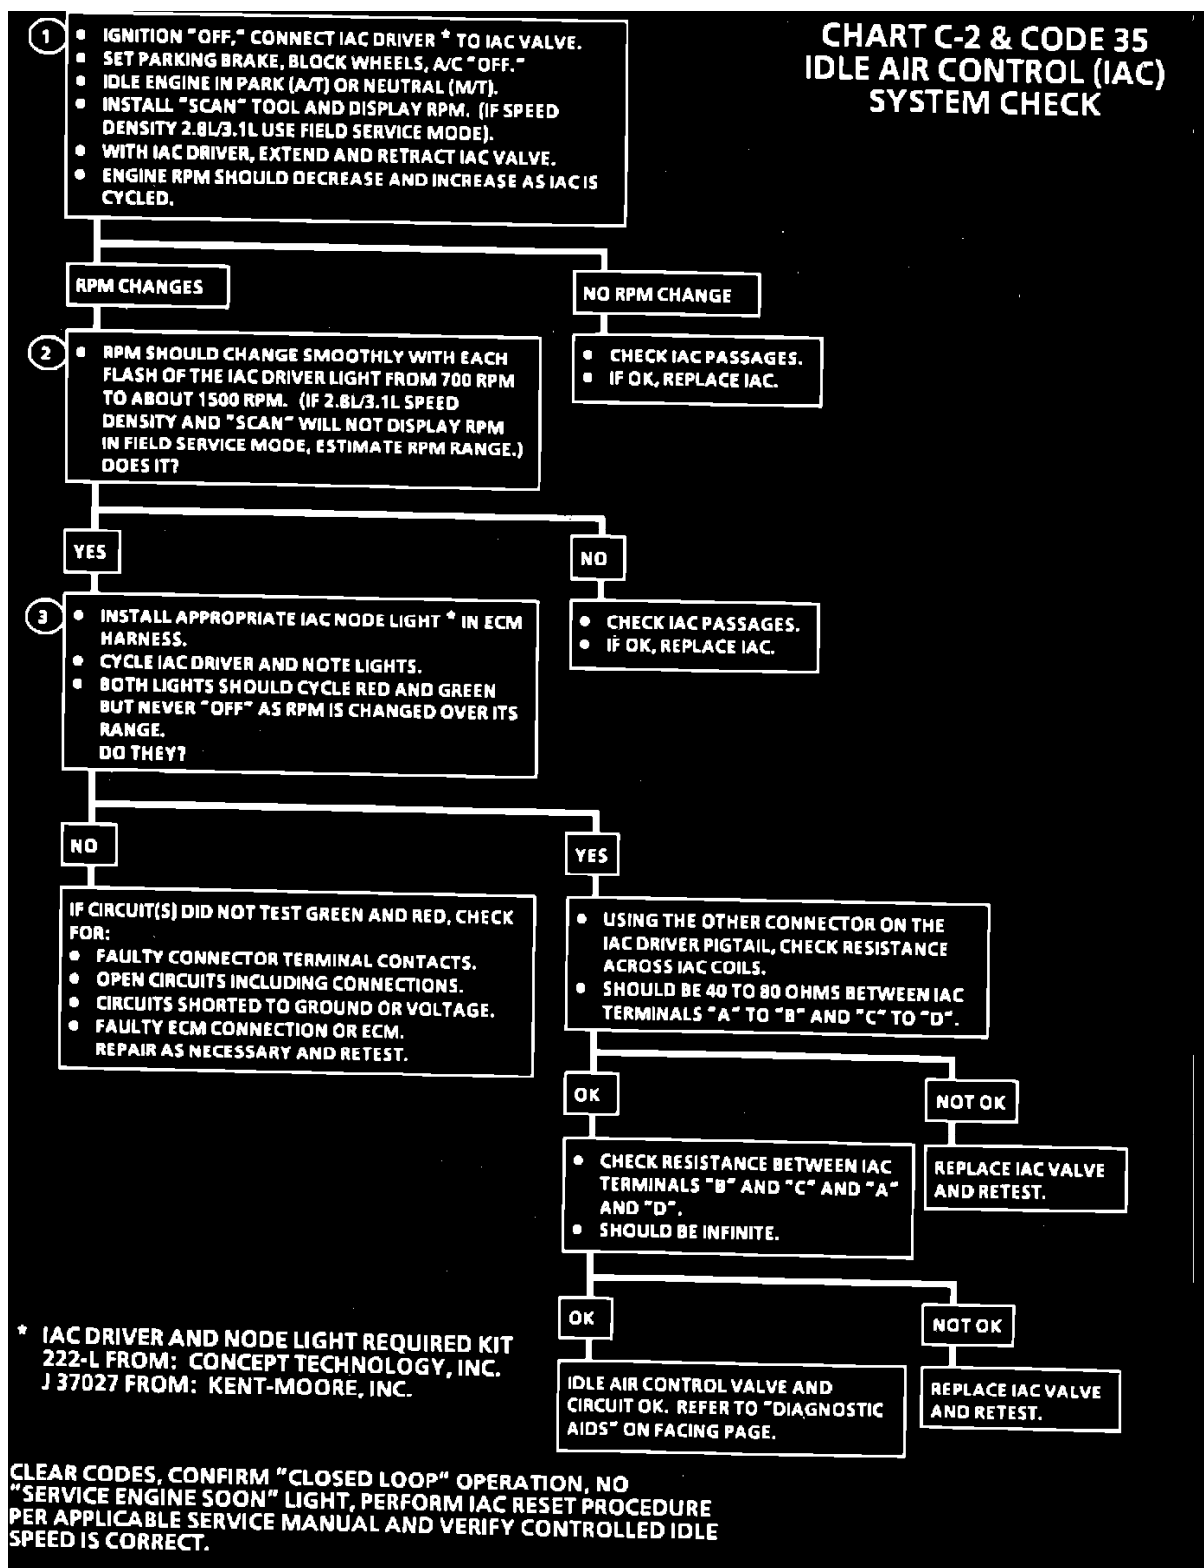 CHART C-2 & CODE 35
IDLE AIR CONTROL (IAC)
SYSTEM CHECK
1
• IGNITION "OFF," CONNECT IAC DRIVER * TO IAC VALVE.
• SET PARKING BRAKE, BLOCK WHEELS, A/C "OFF."
• IDLE ENGINE IN PARK (A/T) OR NEUTRAL (M/T).
• INSTALL "SCAN" TOOL AND DISPLAY RPM. (IF SPEED
DENSITY 2.8L/3.1L USE FIELD SERVICE MODE).
• WITH IAC DRIVER, EXTEND AND RETRACT IAC VALVE.
• ENGINE RPM SHOULD DECREASE AND INCREASE AS IAC IS
CYCLED.
RPM CHANGES
NO RPM CHANGE
2
• RPM SHOULD CHANGE SMOOTHLY WITH EACH
FLASH OF THE IAC DRIVER LIGHT FROM 700 RPM
TO ABOUT 1500 RPM. (IF 2.8L/3.1L SPEED
DENSITY AND "SCAN" WILL NOT DISPLAY RPM
IN FIELD SERVICE MODE, ESTIMATE RPM RANGE.)
DOES IT?
• CHECK IAC PASSAGES.
• IF OK, REPLACE IAC.
YES
NO
3
• INSTALL APPROPRIATE IAC NODE LIGHT * IN ECM
HARNESS.
• CYCLE IAC DRIVER AND NOTE LIGHTS.
• BOTH LIGHTS SHOULD CYCLE RED AND GREEN
BUT NEVER "OFF" AS RPM IS CHANGED OVER ITS
RANGE.
DO THEY?
• CHECK IAC PASSAGES.
• IF OK, REPLACE IAC.
NO
YES
IF CIRCUIT(S) DID NOT TEST GREEN AND RED, CHECK
FOR:
• FAULTY CONNECTOR TERMINAL CONTACTS.
• OPEN CIRCUITS INCLUDING CONNECTIONS.
• CIRCUITS SHORTED TO GROUND OR VOLTAGE.
• FAULTY ECM CONNECTION OR ECM.
REPAIR AS NECESSARY AND RETEST.
• USING THE OTHER CONNECTOR ON THE
IAC DRIVER PIGTAIL, CHECK RESISTANCE
ACROSS IAC COILS.
• SHOULD BE 40 TO 80 OHMS BETWEEN IAC
TERMINALS "A" TO "B" AND "C" TO "D".
OK
NOT OK
• CHECK RESISTANCE BETWEEN IAC
TERMINALS "B" AND "C" AND "A"
AND "D".
• SHOULD BE INFINITE.
REPLACE IAC VALVE
AND RETEST.
OK
NOT OK
IDLE AIR CONTROL VALVE AND
CIRCUIT OK. REFER TO "DIAGNOSTIC
AIDS" ON FACING PAGE.
REPLACE IAC VALVE
AND RETEST.
* IAC DRIVER AND NODE LIGHT REQUIRED KIT
222-L FROM: CONCEPT TECHNOLOGY, INC.
J 37027 FROM: KENT-MOORE, INC.
CLEAR CODES, CONFIRM "CLOSED LOOP" OPERATION, NO
"SERVICE ENGINE SOON" LIGHT, PERFORM IAC RESET PROCEDURE
PER APPLICABLE SERVICE MANUAL AND VERIFY CONTROLLED IDLE
SPEED IS CORRECT.